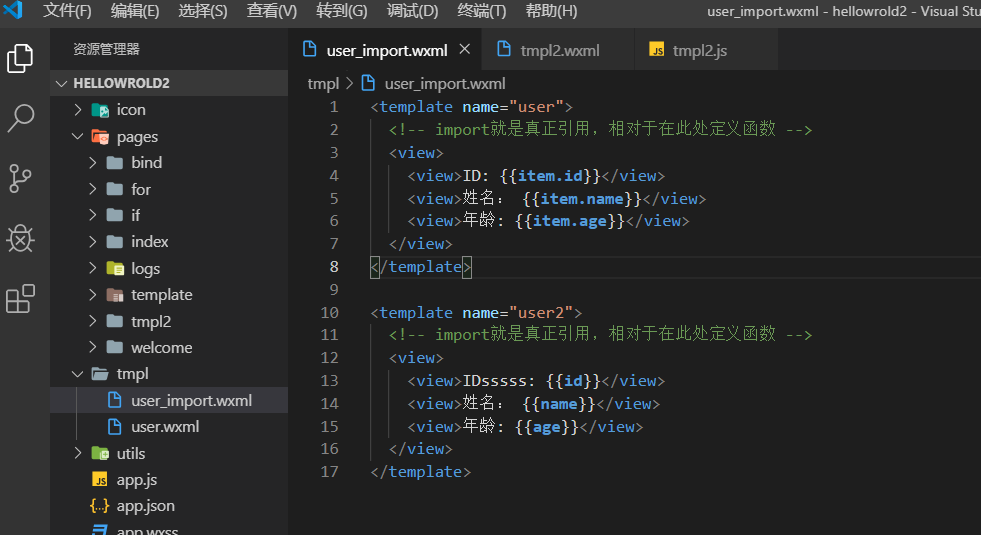 文件(F) 编辑(E) 选择(S) 查看(V) 转到(G) 调试(D) 终端(T) 帮助(H) user_import.wxml - hellowrold2 - Visual Stu
资源管理器
HELLOWROLD2
icon
pages
bind
for
if
index
logs
template
tmpl2
welcome
tmpl
user_import.wxml
user.wxml
utils
JS app.js
{..} app.json
app.wxss
user_import.wxml × tmpl2.wxml JS tmpl2.js
tmpl > user_import.wxml
1 <template name="user">
2 <!-- import就是真正引用，相对于在此处定义函数 -->
3 <view>
4 <view>ID: {{item.id}}</view>
5 <view>姓名： {{item.name}}</view>
6 <view>年龄: {{item.age}}</view>
7 </view>
8 </template>
9
10 <template name="user2">
11 <!-- import就是真正引用，相对于在此处定义函数 -->
12 <view>
13 <view>IDsssss: {{id}}</view>
14 <view>姓名： {{name}}</view>
15 <view>年龄: {{age}}</view>
16 </view>
17 </template>